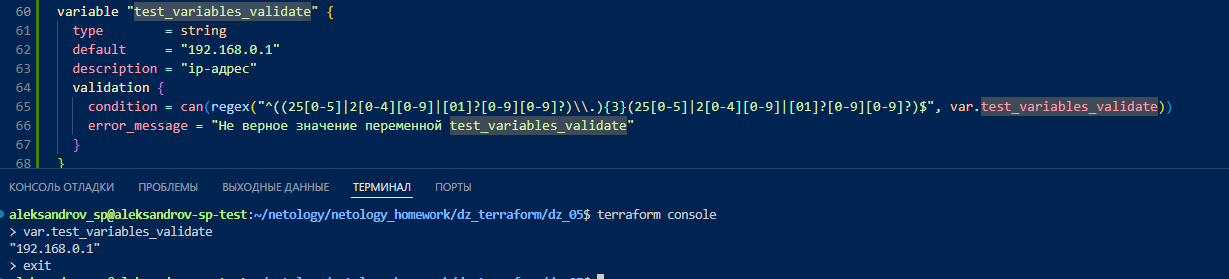 60 variable "test_variables_validate" {
61 type = string
62 default = "192.168.0.1"
63 description = "ip-адрес"
64 validation {
65 condition = can(regex("^((25[0-5]|2[0-4][0-9]|[01]?[0-9][0-9]?)\\.){3}(25[0-5]|2[0-4][0-9]|[01]?[0-9][0-9]?)$", var.test_variables_validate))
66 error_message = "Не верное значение переменной test_variables_validate"
67 }
68 }
КОНСОЛЬ ОТЛАДКИ ПРОБЛЕМЫ ВЫХОДНЫЕ ДАННЫЕ ТЕРМИНАЛ ПОРТЫ
aleksandrov_sp@aleksandrov-sp-test:~/netology/netology_homework/dz_terraform/dz_05$ terraform console
> var.test_variables_validate
"192.168.0.1"
> exit